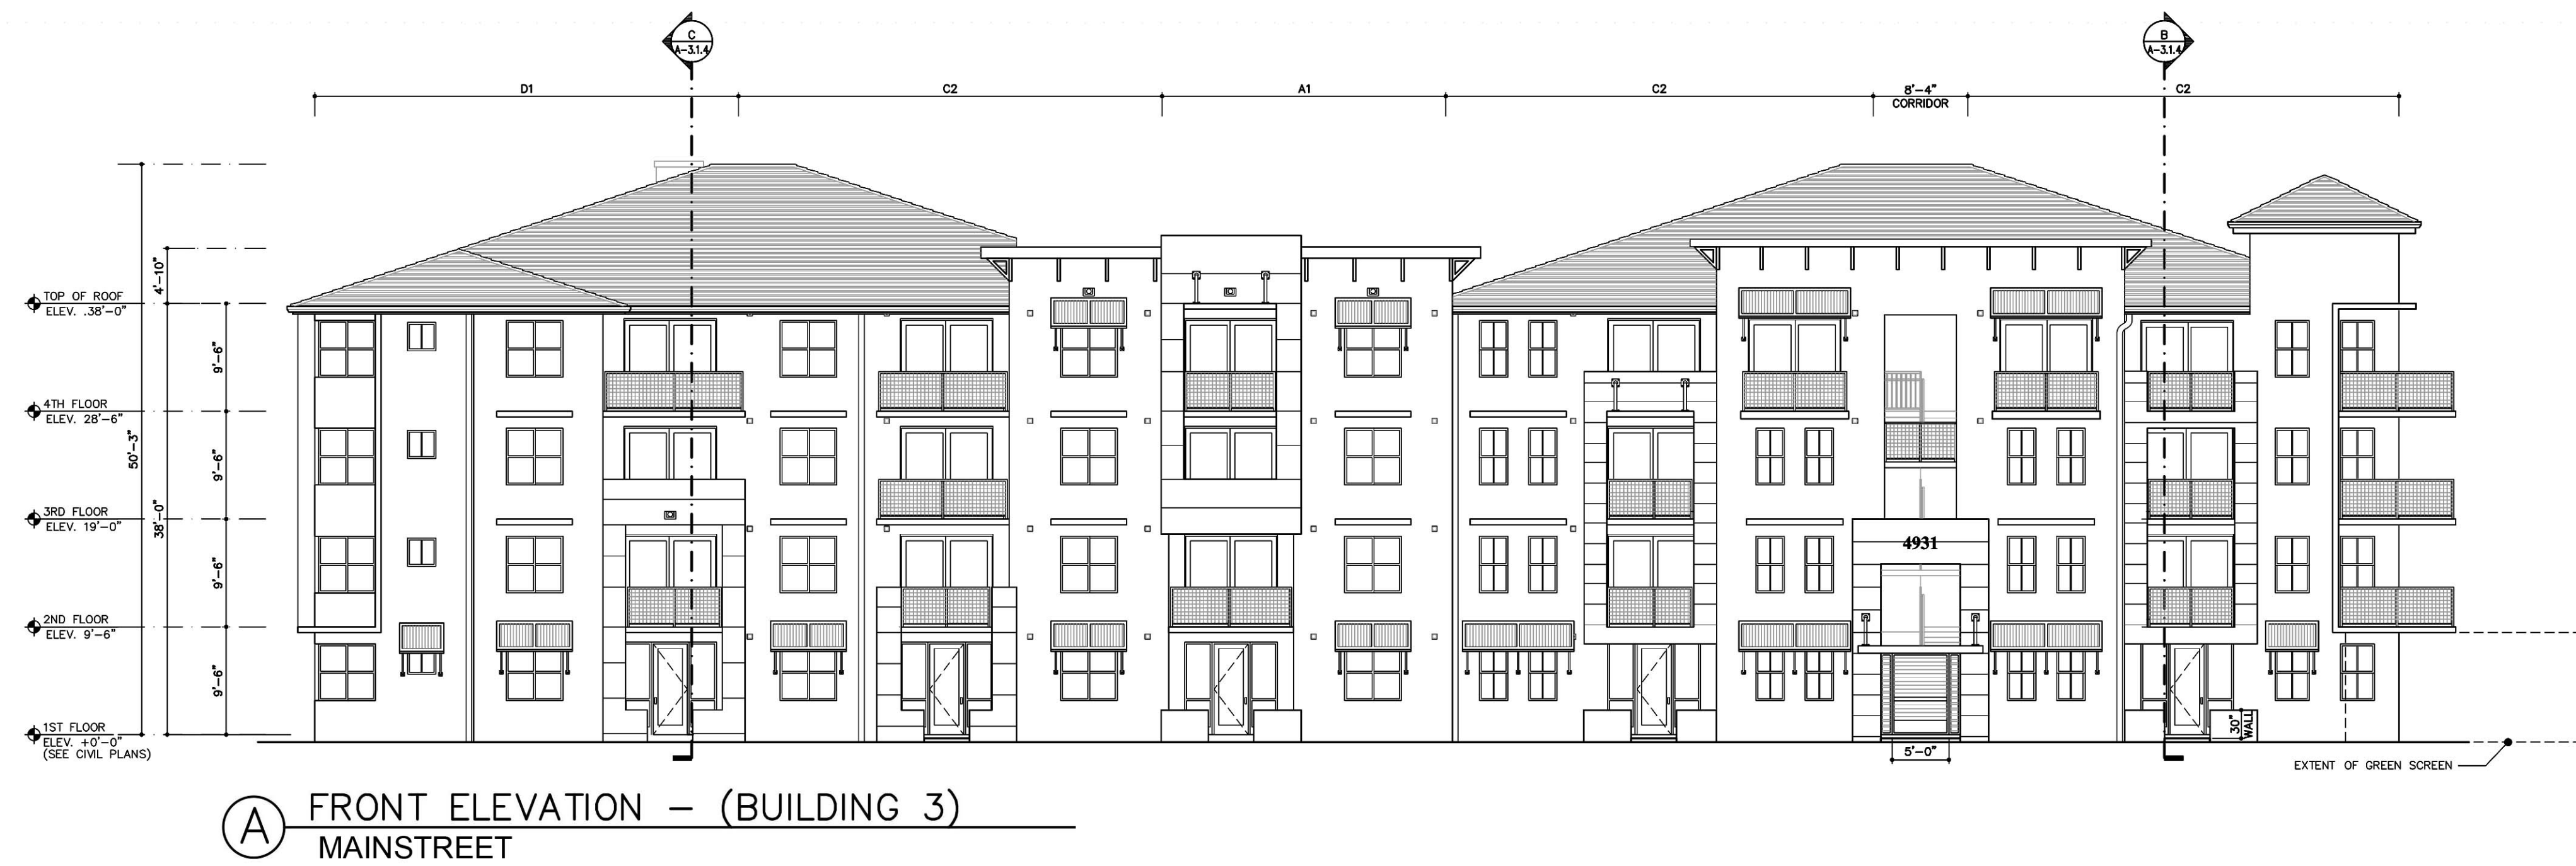 C
A-3.1.4
B
A-3.1.4
D1
C2
A1
C2
8'-4"
CORRIDOR
C2
4'-10"
TOP OF ROOF
ELEV. .38'-0"
9'-6"
4TH FLOOR
ELEV. 28'-6"
50'-3"
9'-6"
3RD FLOOR
ELEV. 19'-0"
38'-0"
4931
9'-6"
2ND FLOOR
ELEV. 9'-6"
9'-6"
1ST FLOOR
ELEV. +0'-0"
(SEE CIVIL PLANS)
30"
WALL
5'-0"
EXTENT OF GREEN SCREEN
A
FRONT ELEVATION - (BUILDING 3)
MAINSTREET